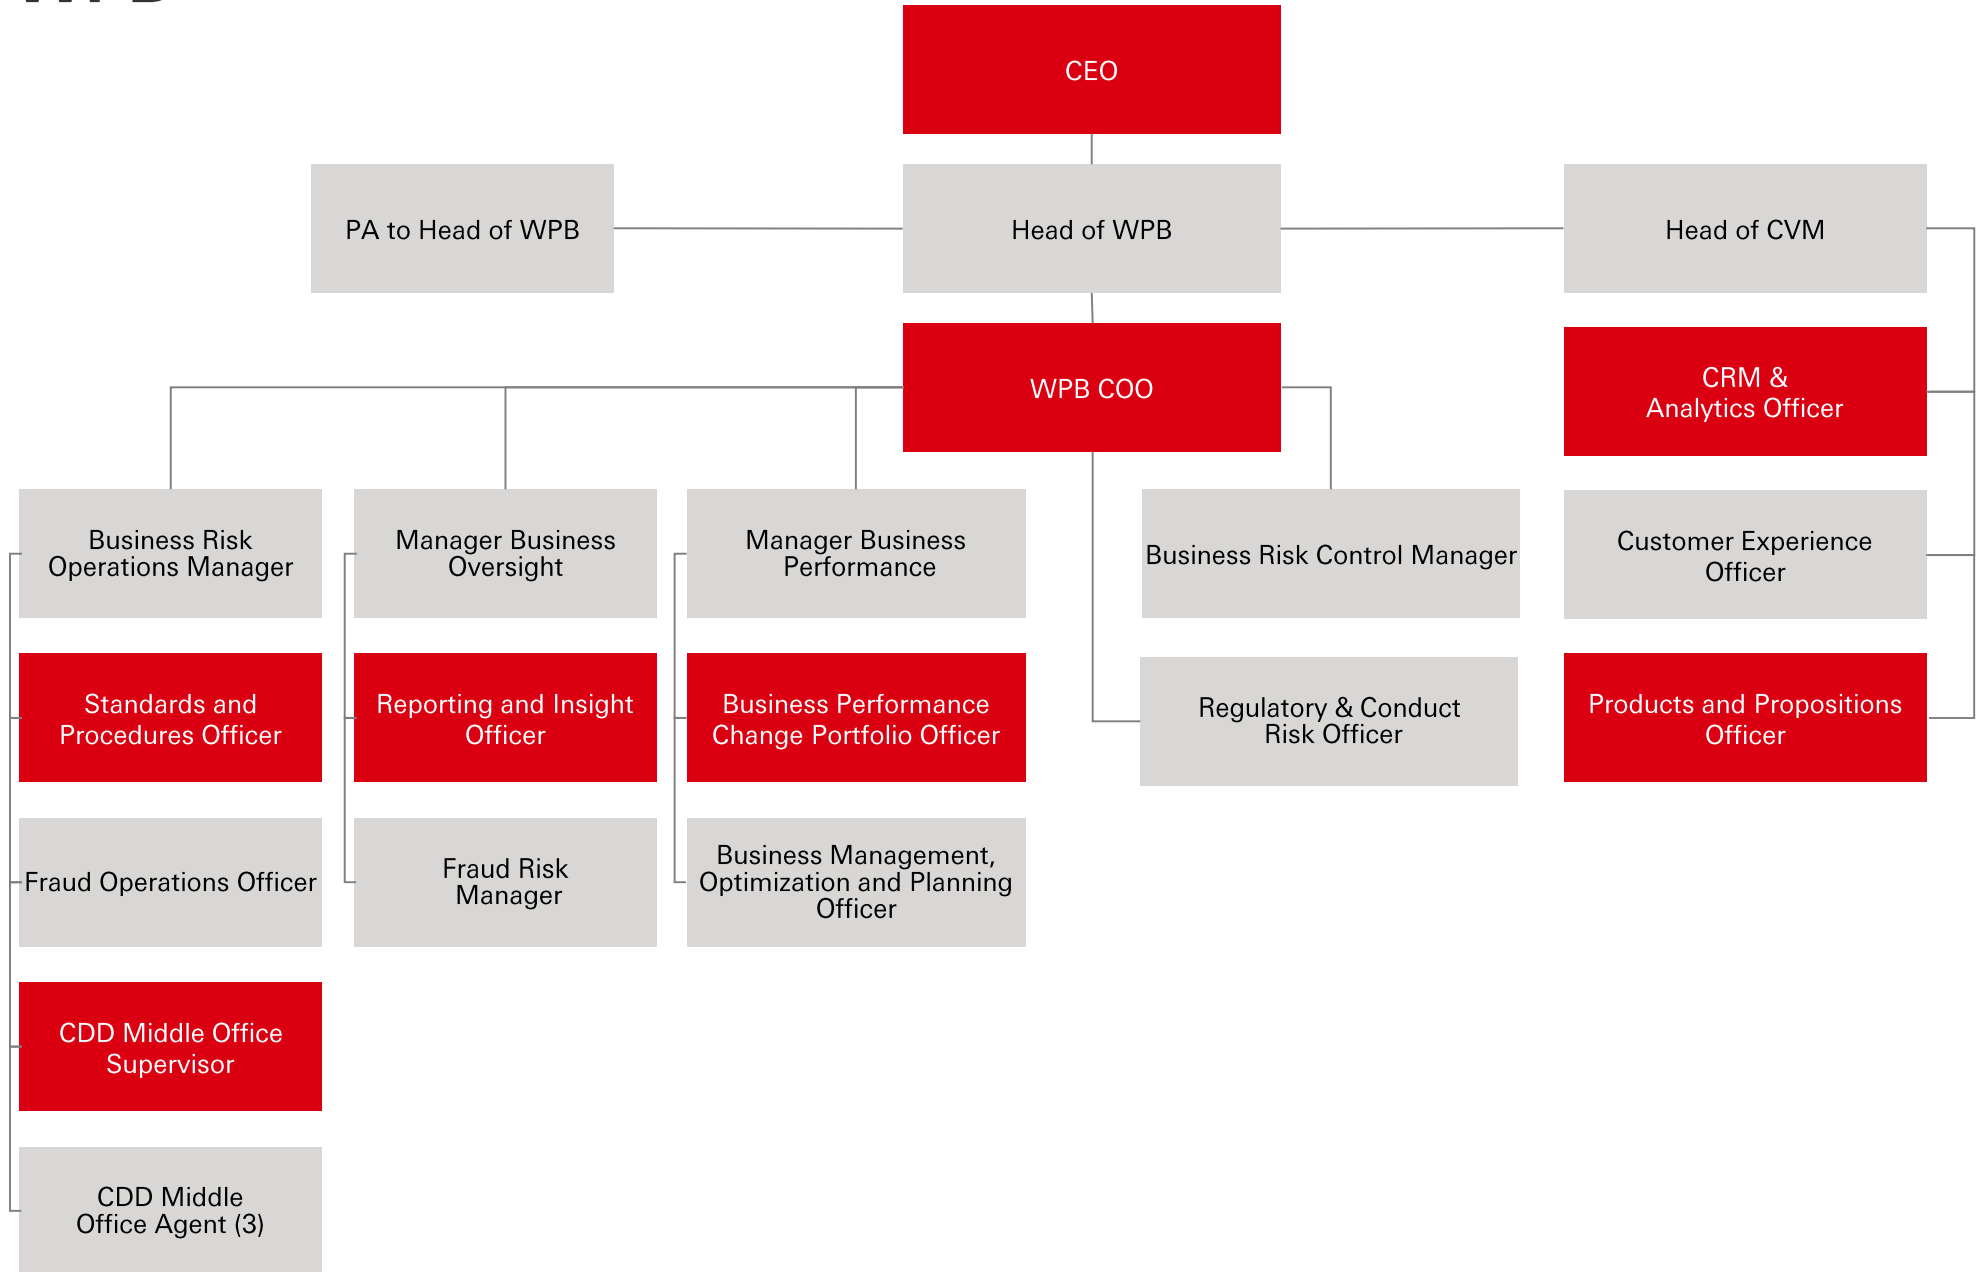 CEO
PA to Head of WPB
Head of WPB
Head of CVM
WPB COO
CRM &
Analytics Officer
Business Risk
Operations Manager
Manager Business
Oversight
Manager Business
Performance
Business Risk Control Manager
Customer Experience
Officer
Standards and
Procedures Officer
Reporting and Insight
Officer
Business Performance
Change Portfolio Officer
Regulatory & Conduct
Risk Officer
Products and Propositions
Officer
Fraud Operations Officer
Fraud Risk
Manager
Business Management,
Optimization and Planning
Officer
CDD Middle Office
Supervisor
CDD Middle
Office Agent (3)